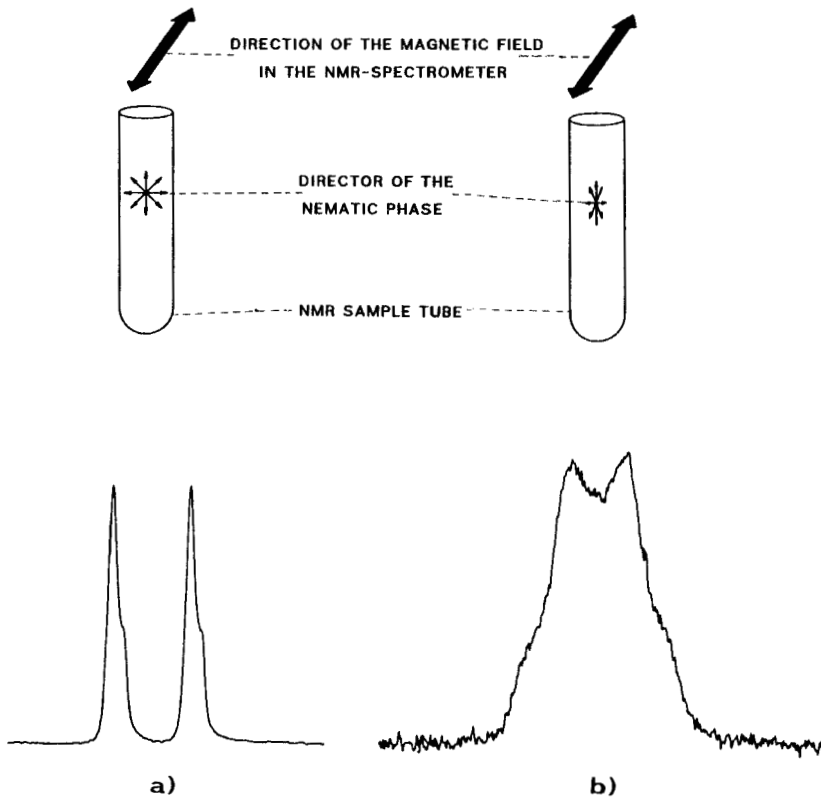 DIRECTION OF THE MAGNETIC FIELD
IN THE NMR-SPECTROMETER
DIRECTOR OF THE
NEMATIC PHASE
NMR SAMPLE TUBE
a) b)